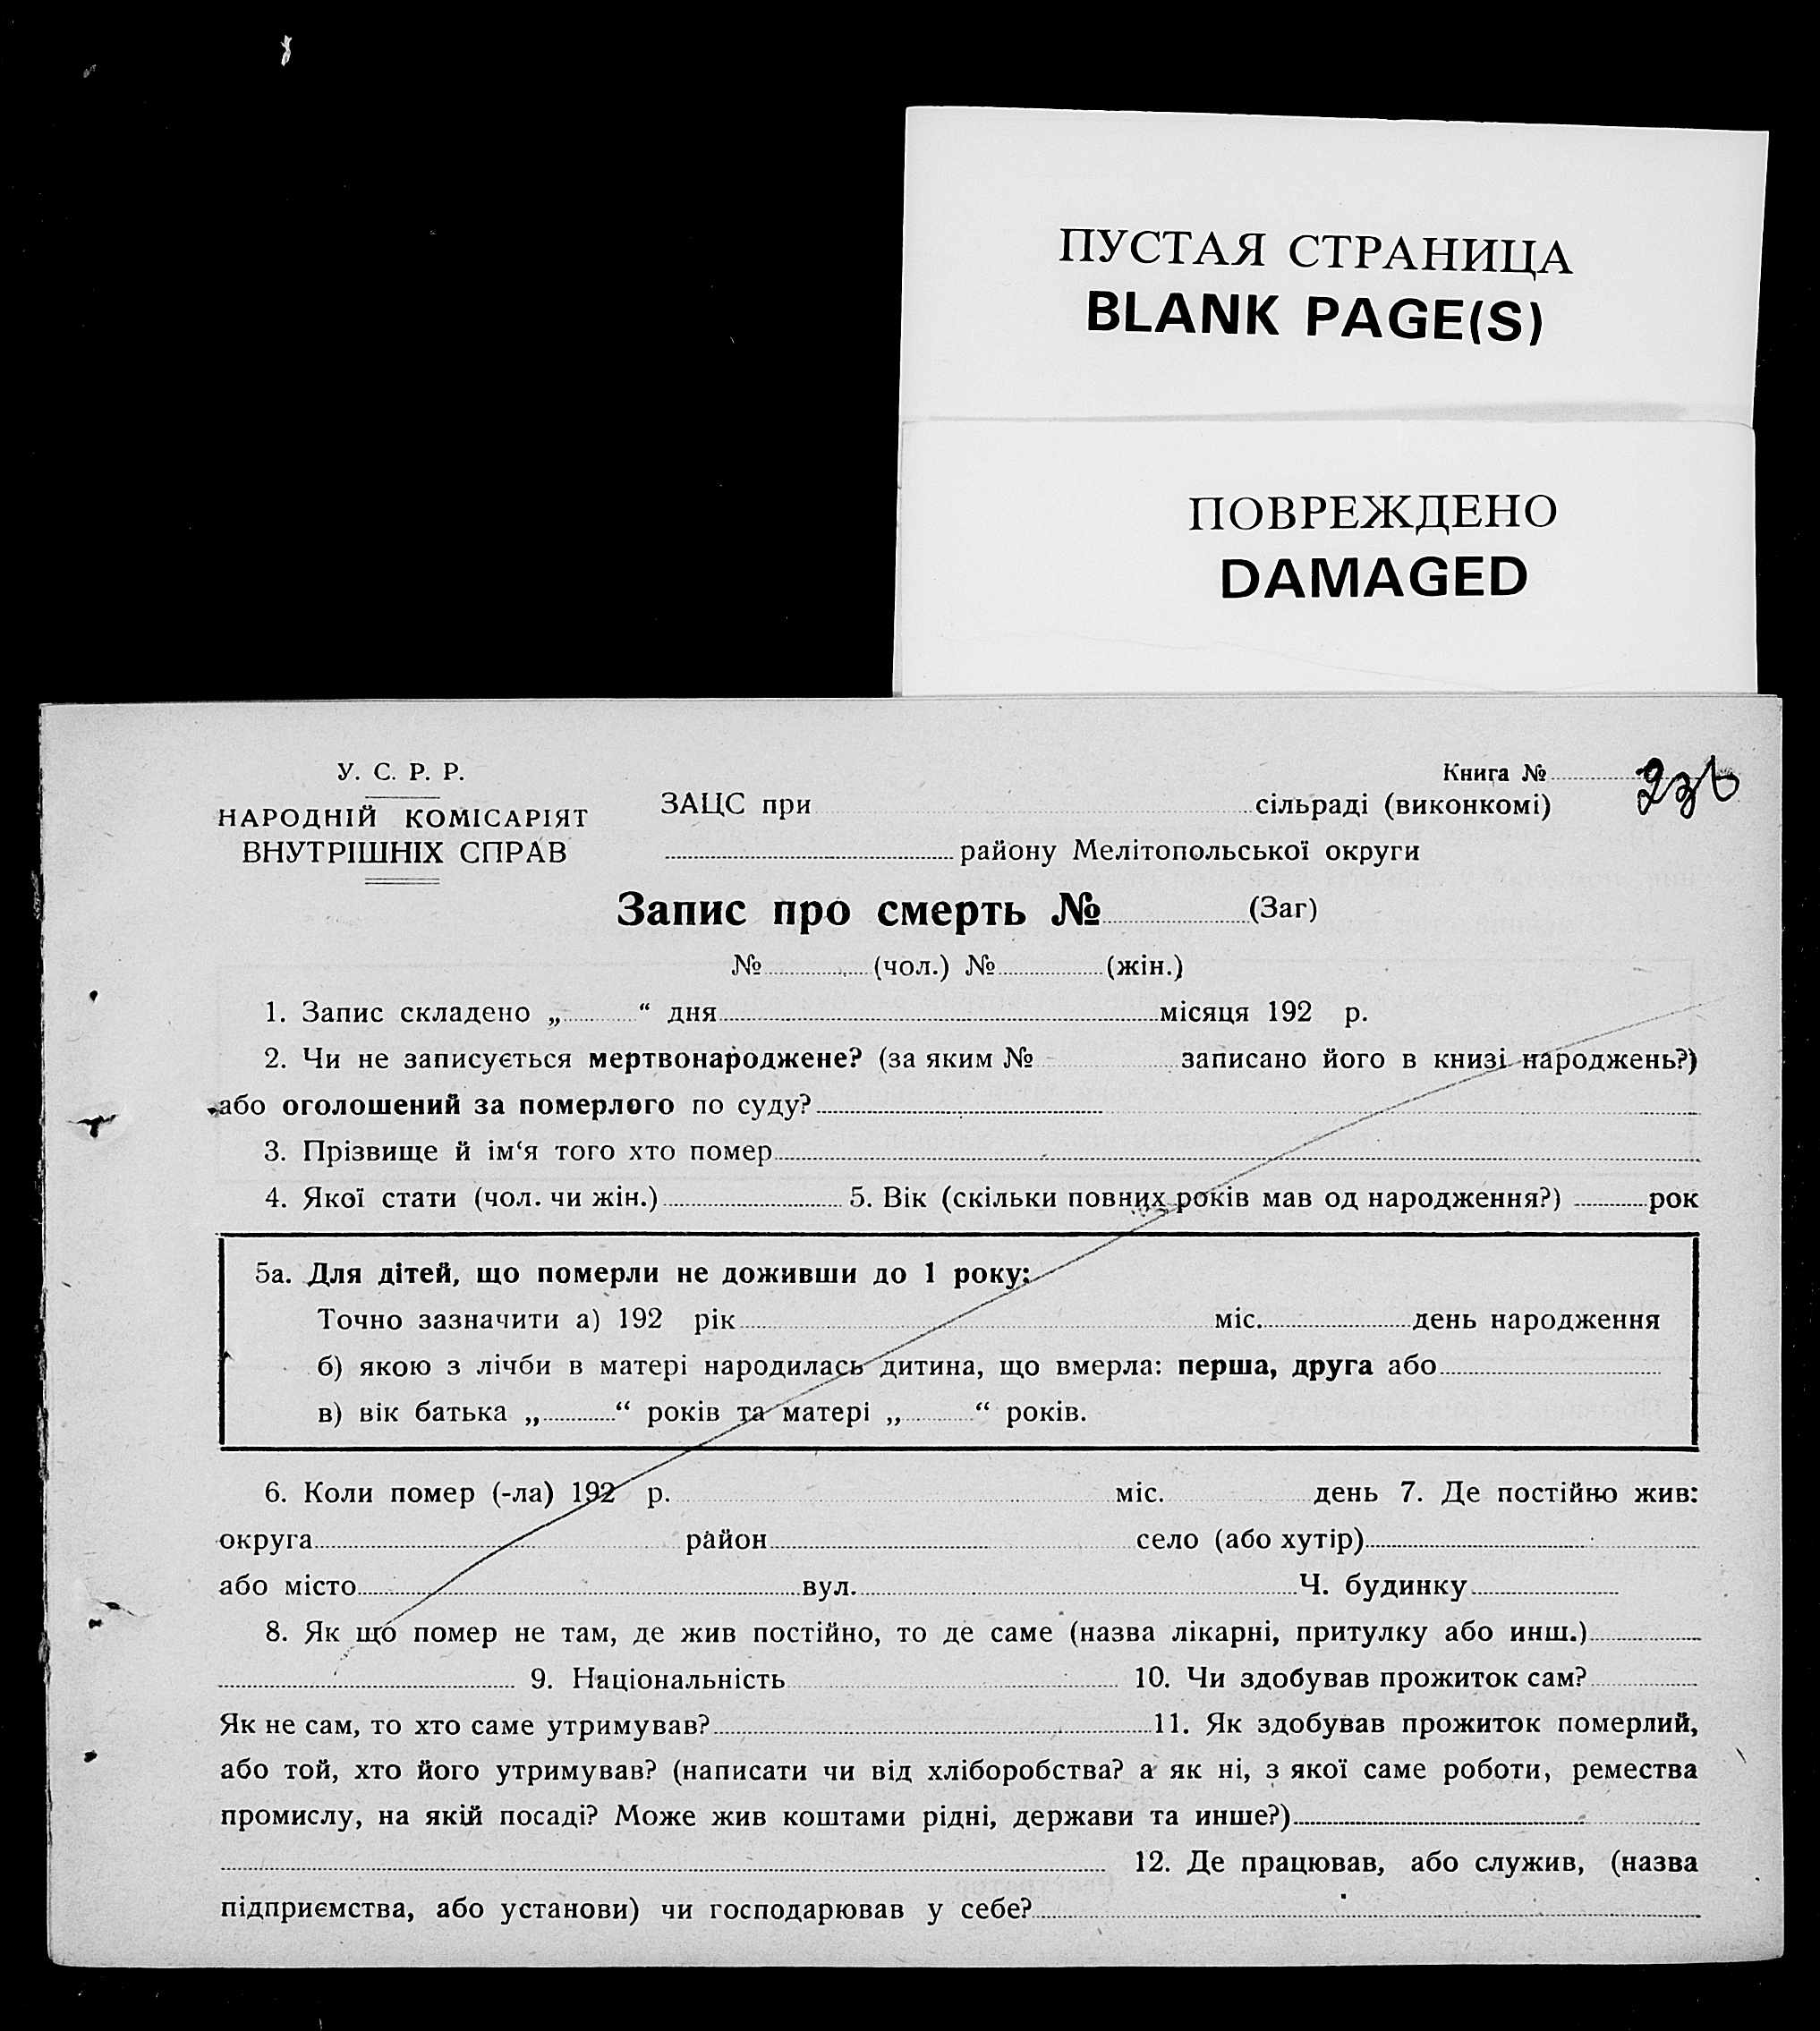 ПУСТАЯ СТРАНИЦА
BLANK PAGE(S)
ПОВРЕЖДЕНО
DAMAGED
У. С. Р. Р.
НАРОДНІЙ КОМІСАРІЯТ
ВНУТРІШНІХ СПРАВ
Книга №
ЗАЦС при сільраді (виконкомі)
району Мелітопольської округи
Запис про смерть № (Заг)
№ (чол.) № (жін.)
1. Запис складено „ “ дня місяця 192 р.
2. Чи не записується мертвонароджене? (за яким № записано його в книзі народжень?)
або оголошений за померлого по суду?
3. Прізвище й ім‘я того хто помер
4. Якої стати (чол. чи жін.) 5. Вік (скільки повних років мав од народження?) рок
5а. Для дітей, що померли не доживши до 1 року:
Точно зазначити а) 192 рік міс. день народження
б) якою з лічби в матері народилась дитина, що вмерла: перша, друга або
в) вік батька „ “ років та матері „ “ років.
6. Коли помер (-ла) 192 р. міс. день 7. Де постійно жив:
округа район село (або хутір)
або місто вул. Ч. будинку
8. Як що помер не там, де жив постійно, то де саме (назва лікарні, притулку або инш.)
9. Національність 10. Чи здобував прожиток сам?
Як не сам, то хто саме утримував? 11. Як здобував прожиток померлий,
або той, хто його утримував? (написати чи від хліборобства? а як ні, з якої саме роботи, ремества
промислу, на якій посаді? Може жив коштами рідні, держави та инше?)
12. Де працював, або служив, (назва
підприємства, або установи) чи господарював у себе?